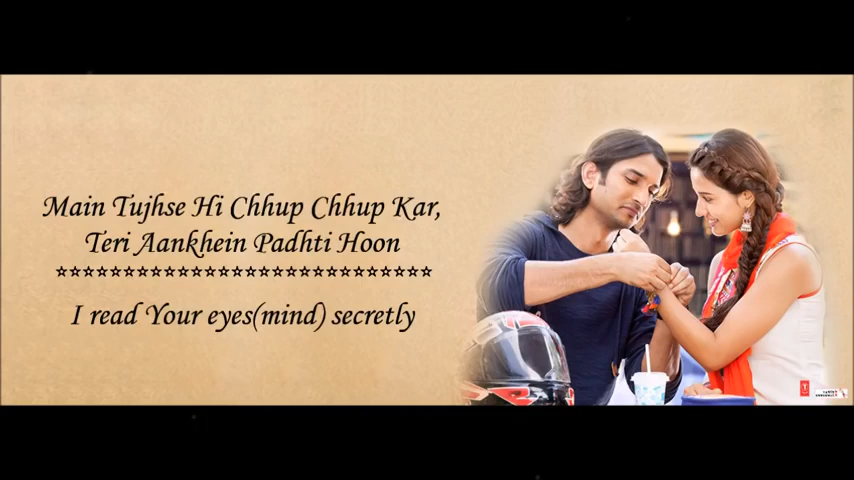 Main Tujhse Hi Chhup Chhup Kar,
Teri Aankhein Padhti Hoon
****************************
I read Your eyes(mind) secretly